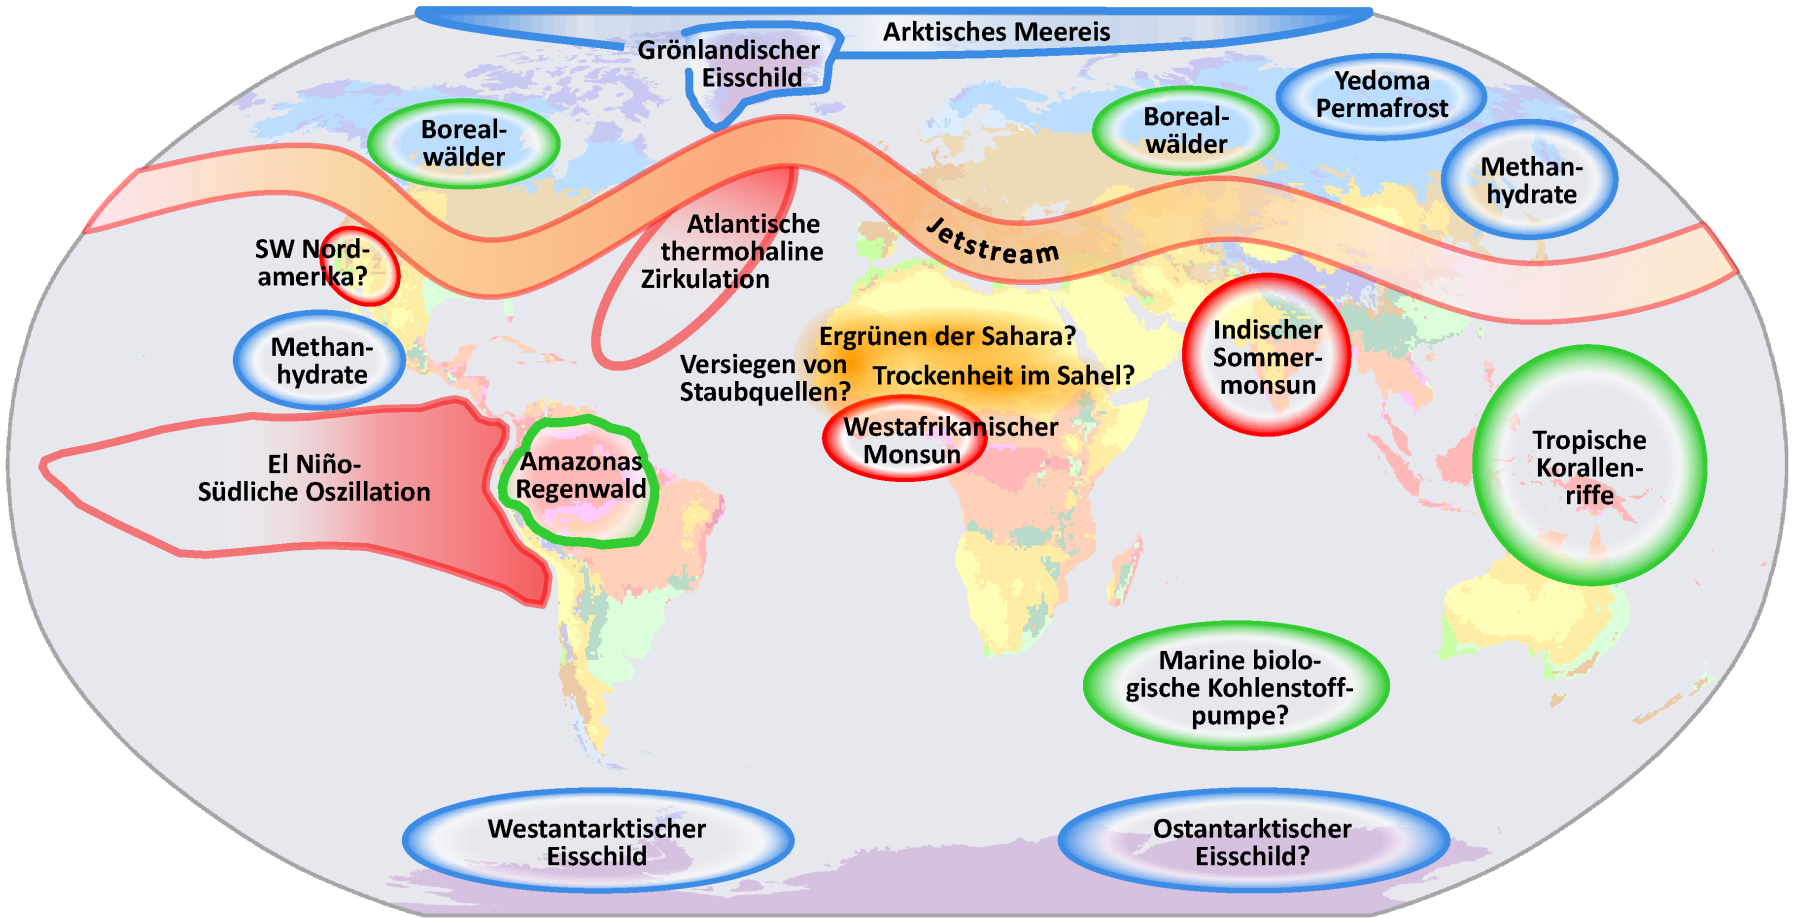 Arktisches Meereis
Grönlandischer
Eisschild
Yedoma
Permafrost
Boreal-
wälder
Boreal-
wälder
Methan-
hydrate
Atlantische
thermohaline
Zirkulation
Jetstream
SW Nord-
amerika?
Methan-
hydrate
Ergrünen der Sahara?
Versiegen von
Staubquellen?
Trockenheit im Sahel?
Indischer
Sommer-
monsun
Westafrikanischer
Monsun
El Niño-
Südliche Oszillation
Amazonas
Regenwald
Tropische
Korallen-
riffe
Marine biolo-
gische Kohlenstoff-
pumpe?
Westantarktischer
Eisschild
Ostantarktischer
Eisschild?